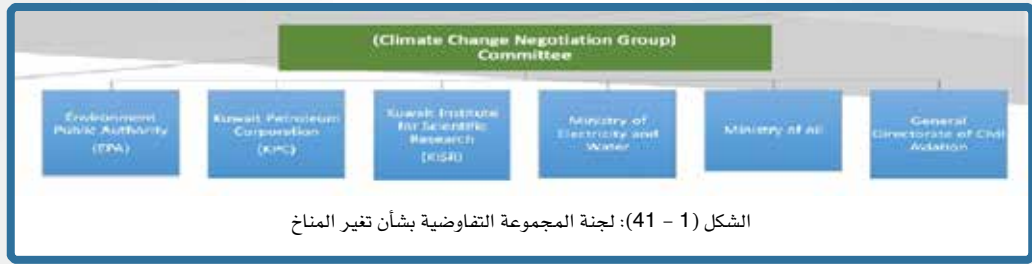 (Climate Change Negotiation Group)
Committee
Environment
Public Authority
(EPA)
Kuwait Petroleum
Corporation
(KPC)
Kuwait Institute
for Scientific
Research
(KISR)
Ministry of
Electricity and
Water
Ministry of oil
General
Directorate of Civil
Aviation
الشكل (1 - 41): لجنة المجموعة التفاوضية بشأن تغير المناخ